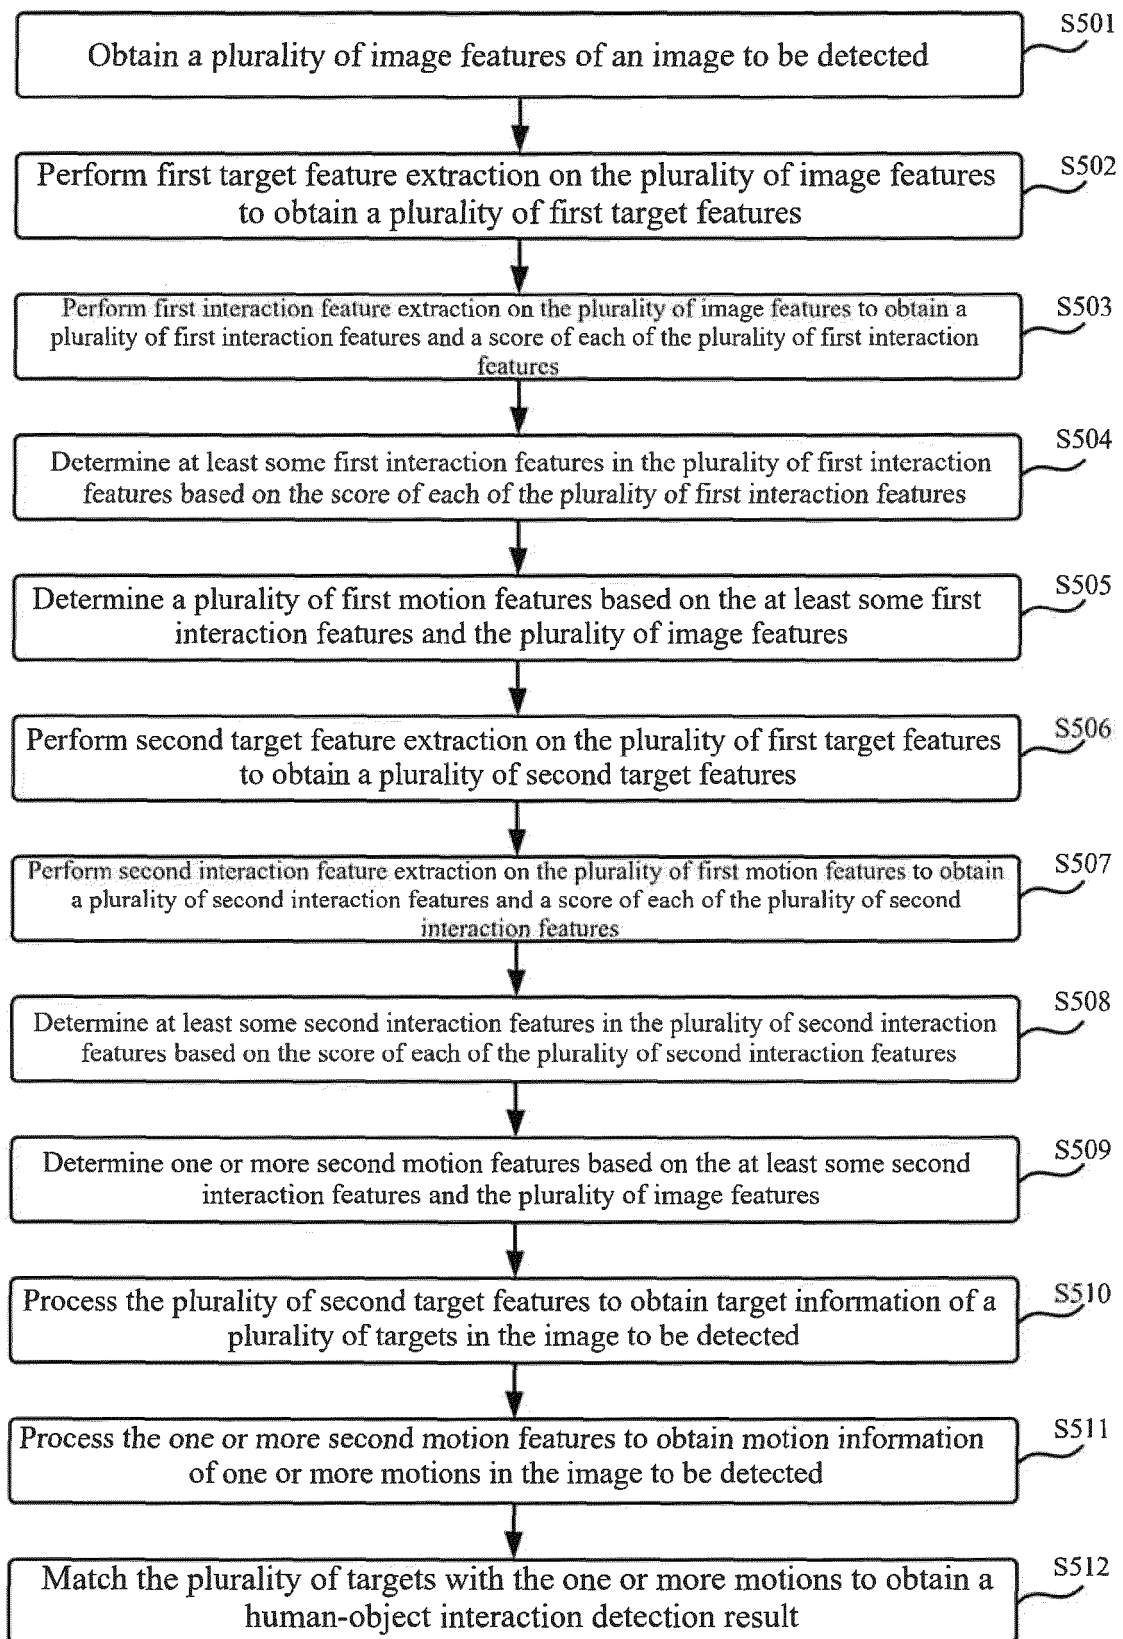 S501
Obtain a plurality of image features of an image to be detected
S502
Perform first target feature extraction on the plurality of image features
to obtain a plurality of first target features
S503
Perform first interaction feature extraction on the plurality of image features to obtain a
plurality of first interaction features and a score of each of the plurality of first interaction
features
S504
Determine at least some first interaction features in the plurality of first interaction
features based on the score of each of the plurality of first interaction features
S505
Determine a plurality of first motion features based on the at least some first
interaction features and the plurality of image features
S506
Perform second target feature extraction on the plurality of first target features
to obtain a plurality of second target features
S507
Perform second interaction feature extraction on the plurality of first motion features to obtain
a plurality of second interaction features and a score of each of the plurality of second
interaction features
S508
Determine at least some second interaction features in the plurality of second interaction
features based on the score of each of the plurality of second interaction features
S509
Determine one or more second motion features based on the at least some second
interaction features and the plurality of image features
S510
Process the plurality of second target features to obtain target information of a
plurality of targets in the image to be detected
S511
Process the one or more second motion features to obtain motion information
of one or more motions in the image to be detected
S512
Match the plurality of targets with the one or more motions to obtain a
human-object interaction detection result